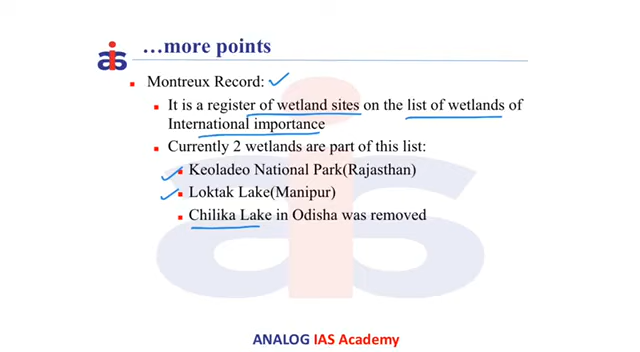 …more points
Montreux Record:
It is a register of wetland sites on the list of wetlands of
International importance
Currently 2 wetlands are part of this list:
Keoladeo National Park(Rajasthan)
Loktak Lake(Manipur)
Chilika Lake in Odisha was removed
ANALOG IAS Academy